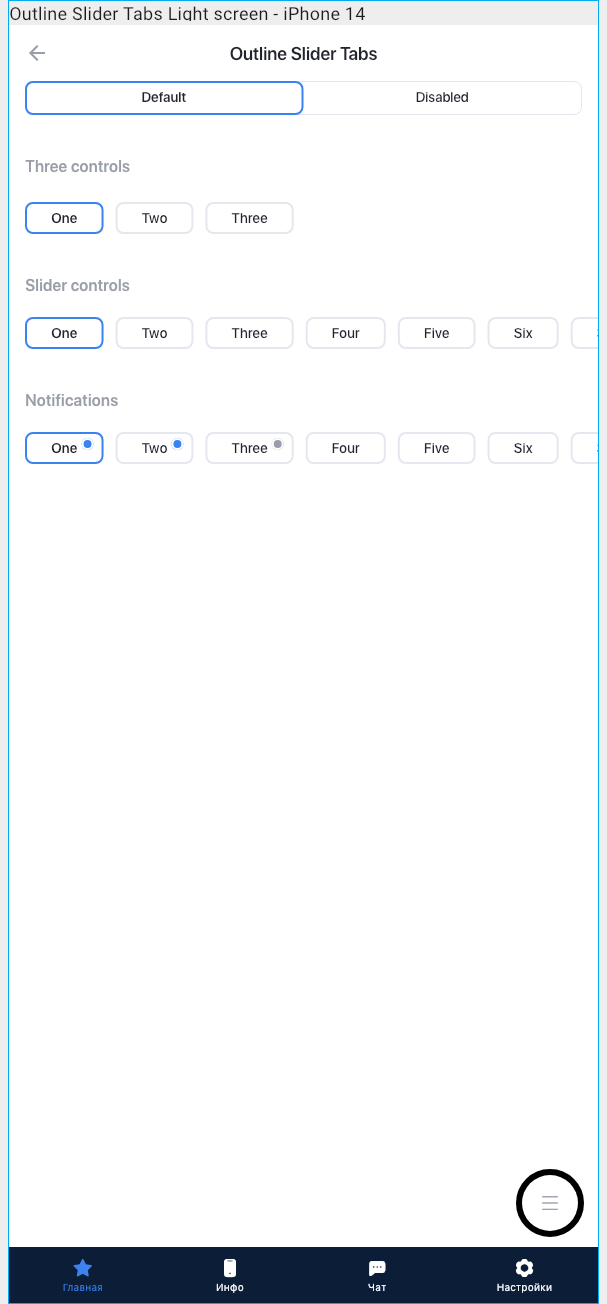 Outline Slider Tabs Light screen - iPhone 14
Outline Slider Tabs
Default Disabled
Three controls
One Two Three
Slider controls
One Two Three Four Five Six
Notifications
One Two Three Four Five Six
Главная Инфо Чат Настройки